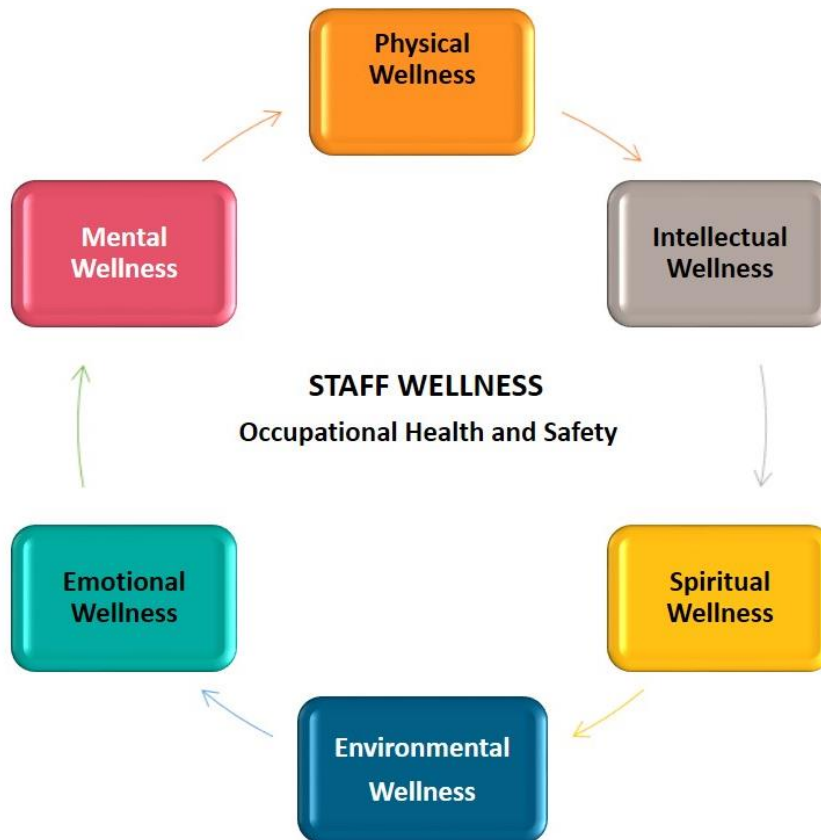 Physical
Wellness
Intellectual
Wellness
Spiritual
Wellness
Environmental
Wellness
Emotional
Wellness
Mental
Wellness
STAFF WELLNESS
Occupational Health and Safety